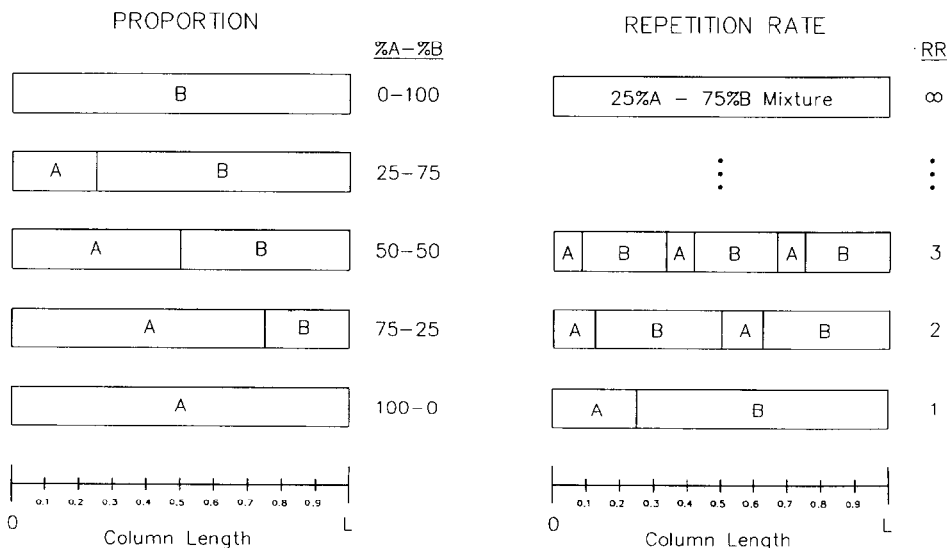 PROPORTION
%A-%B
B
0-100
A B
25-75
A B
50-50
A B
75-25
A
100-0
0.1 0.2 0.3 0.4 0.5 0.6 0.7 0.8 0.9
0 L
Column Length
REPETITION RATE
RR
25%A - 75%B Mixture
∞
A B A B A B
3
A B A B
2
A B
1
0.1 0.2 0.3 0.4 0.5 0.6 0.7 0.8 0.9
0 L
Column Length